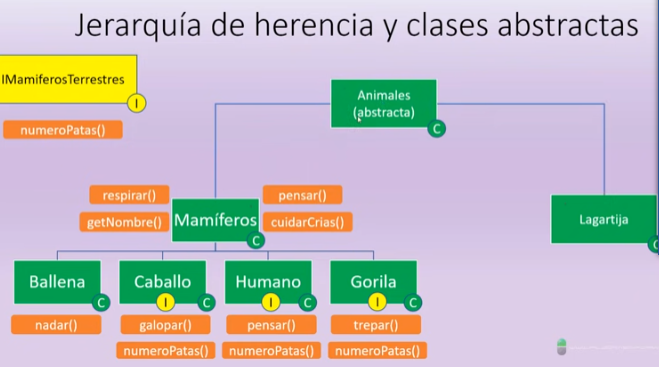 Jerarquía de herencia y clases abstractas
IMamiferosTerrestres
I
numeroPatas()
Animales
(abstracta)
C
respirar()
pensar()
getNombre()
Mamíferos
cuidarCrias()
C
Lagartija
C
Ballena
C
Caballo
I
C
Humano
I
C
Gorila
I
C
nadar()
galopar()
pensar()
trepar()
numeroPatas()
numeroPatas()
numeroPatas()